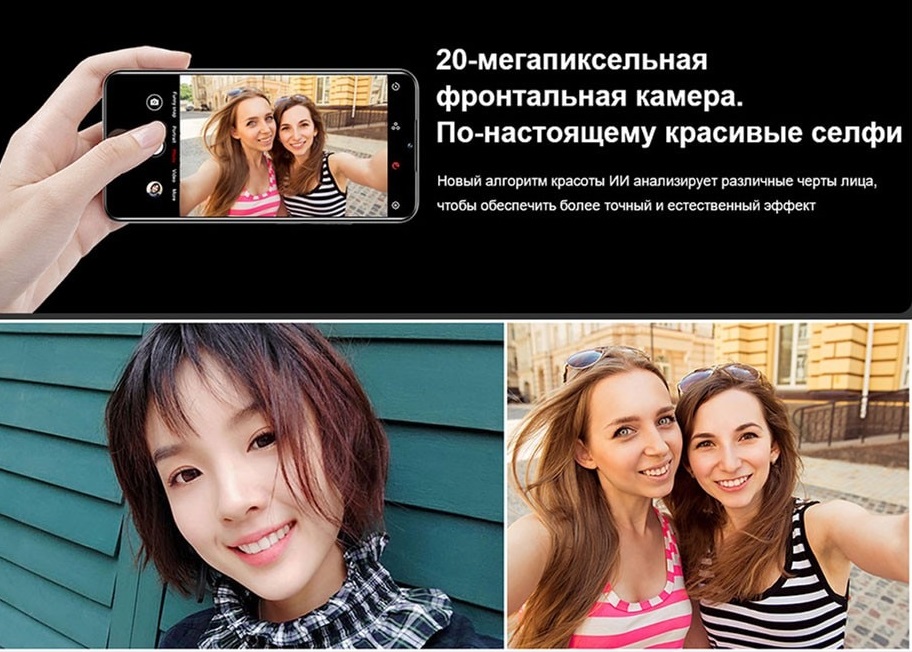 20-мегапиксельная
фронтальная камера.
По-настоящему красивые селфи
Новый алгоритм красоты ИИ анализирует различные черты лица,
чтобы обеспечить более точный и естественный эффект
Funny snap
Portrait
Photo
Video
More